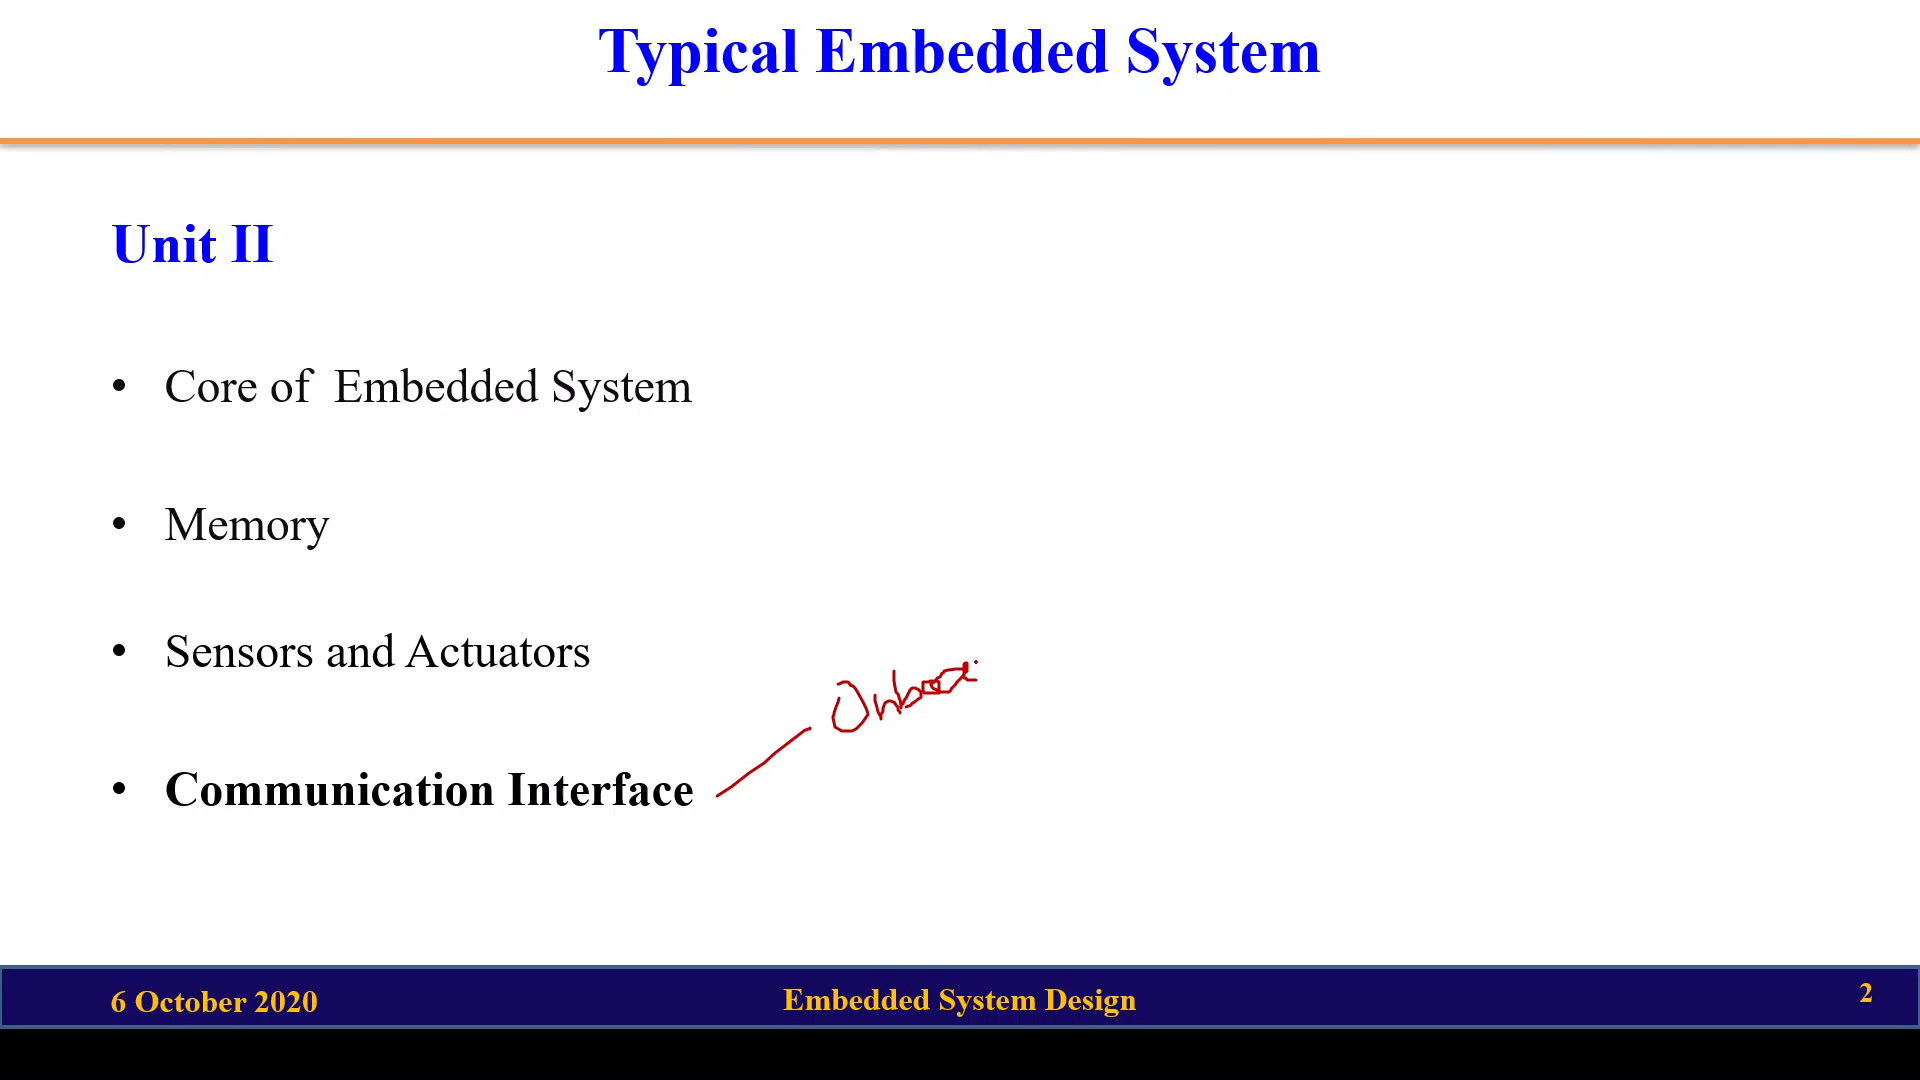 Typical Embedded System
Unit II
• Core of Embedded System
• Memory
• Sensors and Actuators
• Communication Interface
6 October 2020
Embedded System Design
2